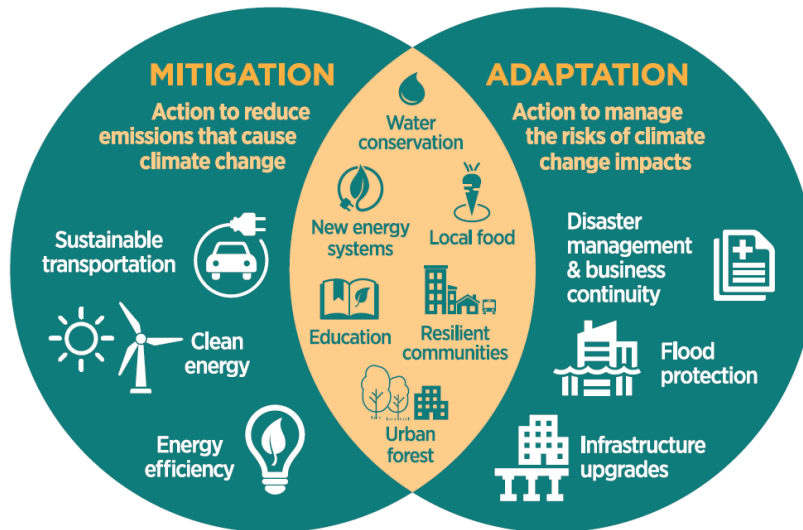 MITIGATION
Action to reduce
emissions that cause
climate change
Sustainable
transportation
Clean
energy
Energy
efficiency
Water
conservation
New energy
systems
Local food
Education
Resilient
communities
Urban
forest
ADAPTATION
Action to manage
the risks of climate
change impacts
Disaster
management
& business
continuity
Flood
protection
Infrastructure
upgrades